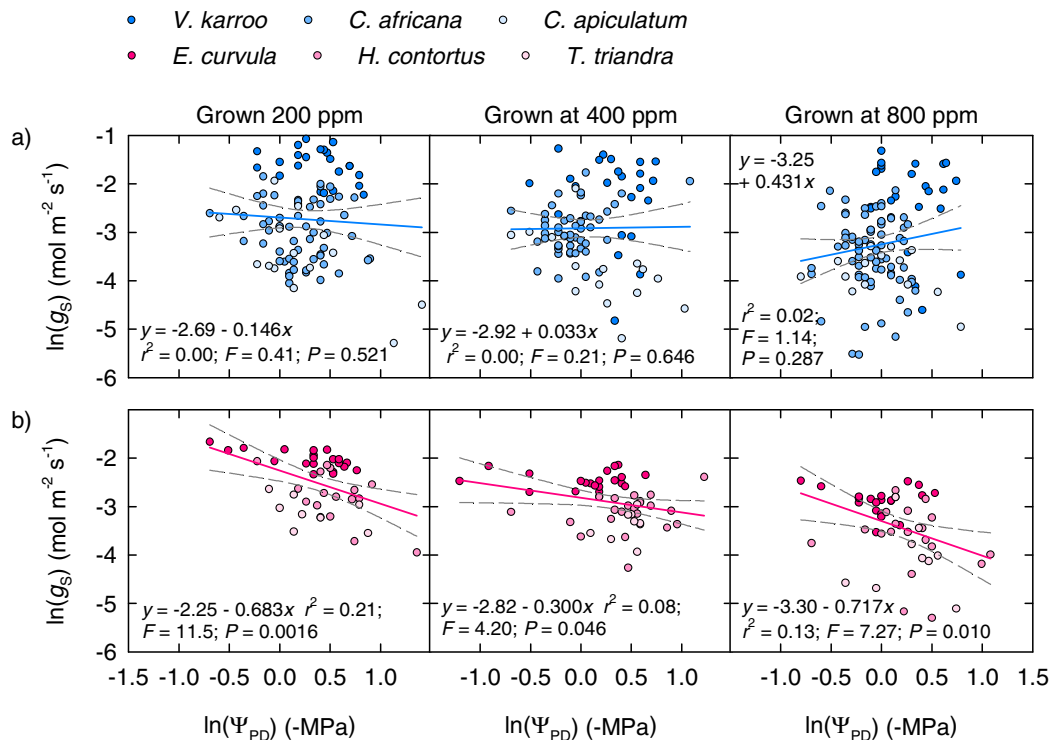 V. karroo C. africana C. apiculatum
E. curvula H. contortus T. triandra
Grown 200 ppm Grown at 400 ppm Grown at 800 ppm
a)
ln(gS) (mol m-2 s-1)
-1
-2
-3
-4
-5
-6
y = -2.69 - 0.146x
r2 = 0.00; F = 0.41; P = 0.521
y = -2.92 + 0.033x
r2 = 0.00; F = 0.21; P = 0.646
y = -3.25
+ 0.431x
r2 = 0.02;
F = 1.14;
P = 0.287
b)
ln(gS) (mol m-2 s-1)
-2
-3
-4
-5
-6
y = -2.25 - 0.683x r2 = 0.21;
F = 11.5; P = 0.0016
y = -2.82 - 0.300x r2 = 0.08;
F = 4.20; P = 0.046
y = -3.30 - 0.717x
r2 = 0.13; F = 7.27; P = 0.010
-1.5 -1.0 -0.5 0.0 0.5 1.0 -1.0 -0.5 0.0 0.5 1.0 -1.0 -0.5 0.0 0.5 1.0 1.5
ln(ΨPD) (-MPa) ln(ΨPD) (-MPa) ln(ΨPD) (-MPa)